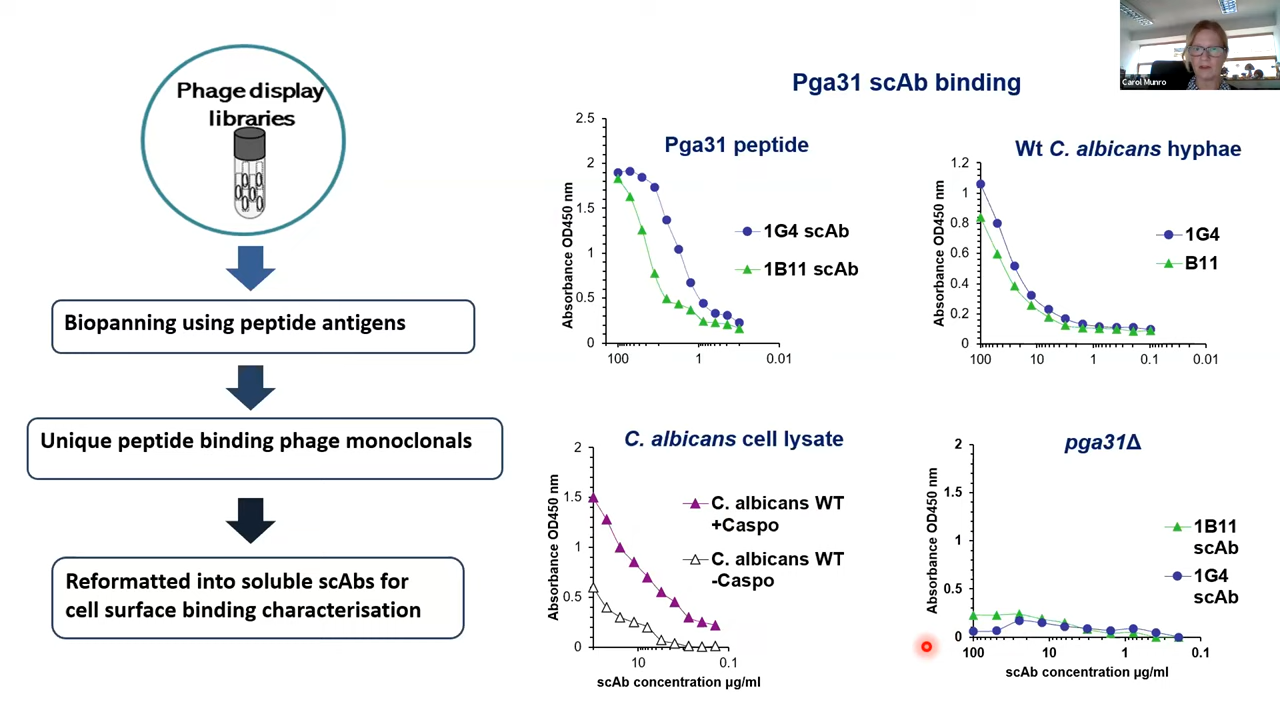 Phage display
libraries
Biopanning using peptide antigens
Unique peptide binding phage monoclonals
Reformatted into soluble scAbs for
cell surface binding characterisation
Pga31 scAb binding
Carol Munro
Pga31 peptide
Absorbance OD450 nm
2.5
2
1.5
1
0.5
0
100
1
0.01
1G4 scAb
1B11 scAb
Wt C. albicans hyphae
Absorbance OD450 nm
1.2
1
0.8
0.6
0.4
0.2
0
100
10
1
0.1
0.01
1G4
B11
C. albicans cell lysate
Absorbance OD450 nm
2
1.5
1
0.5
0
10
0.1
scAb concentration µg/ml
C. albicans WT
+Caspo
C. albicans WT
-Caspo
pga31Δ
Absorbance OD450 nm
2
1.5
1
0.5
0
100
10
1
0.1
scAb concentration µg/ml
1B11
scAb
1G4
scAb